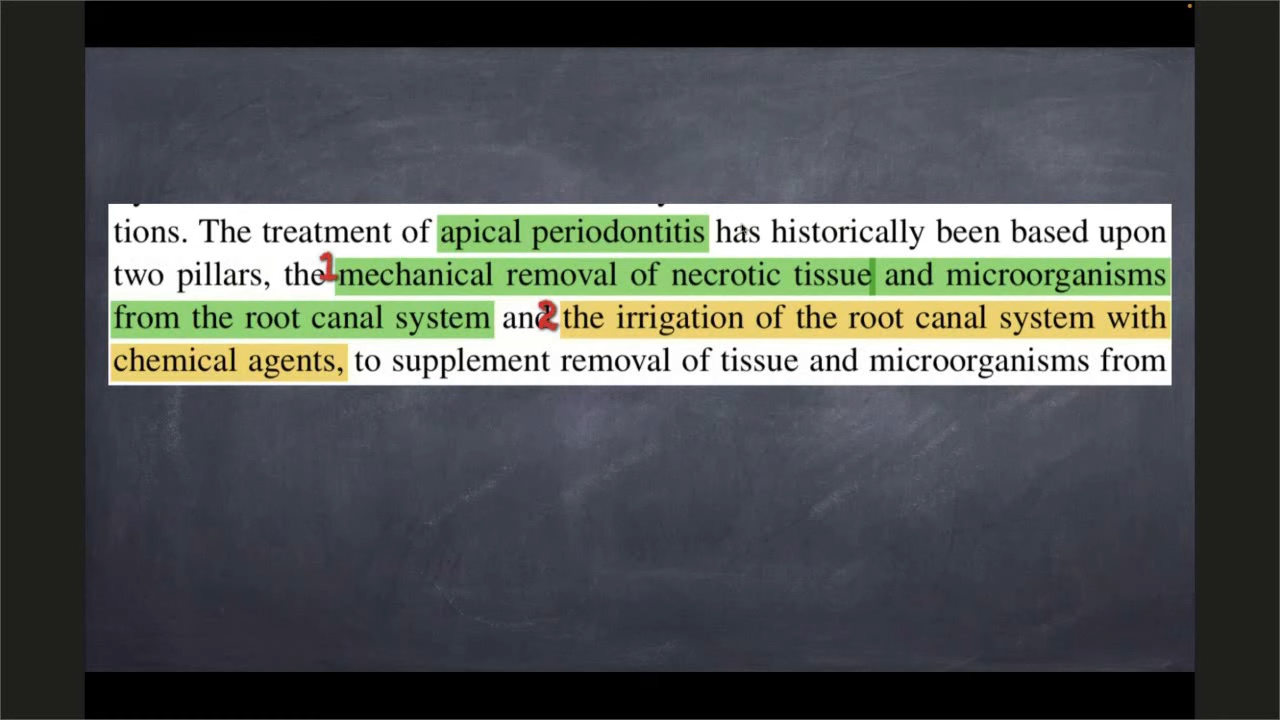 tions. The treatment of apical periodontitis has historically been based upon
two pillars, the 1 mechanical removal of necrotic tissue and microorganisms
from the root canal system and 2 the irrigation of the root canal system with
chemical agents, to supplement removal of tissue and microorganisms from